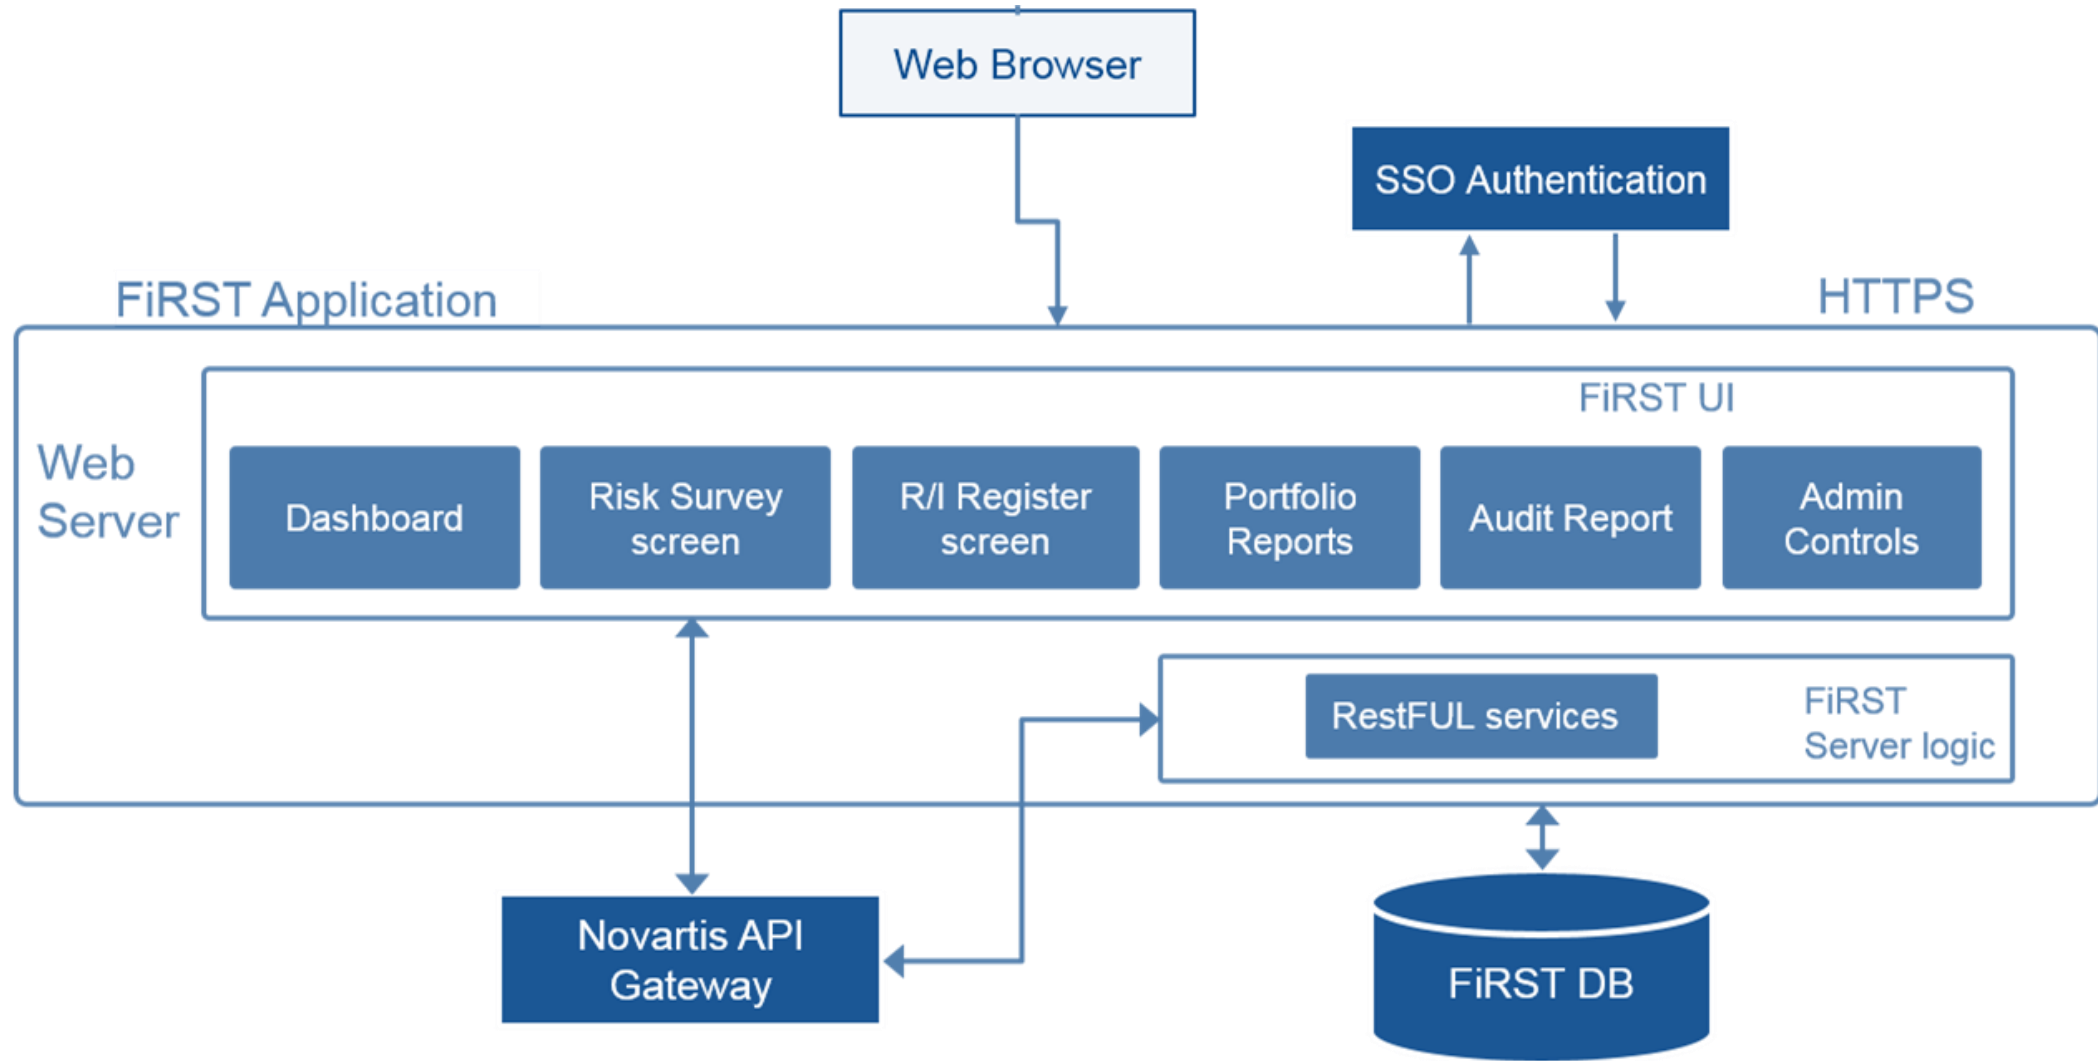 Web Browser
SSO Authentication
FiRST Application
HTTPS
FiRST UI
Web
Server
Dashboard
Risk Survey
screen
R/I Register
screen
Portfolio
Reports
Audit Report
Admin
Controls
RestFUL services
FiRST
Server logic
Novartis API
Gateway
FiRST DB